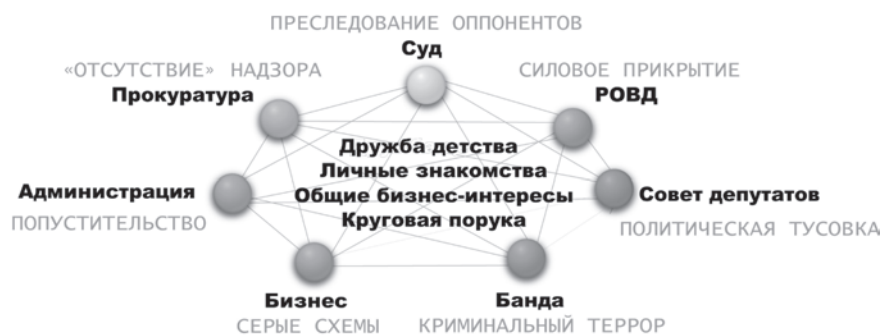 ПРЕСЛЕДОВАНИЕ ОППОНЕНТОВ
Суд
«ОТСУТСТВИЕ» НАДЗОРА
Прокуратура
СИЛОВОЕ ПРИКРЫТИЕ
РОВД
Дружба детства
Личные знакомства
Общие бизнес-интересы
Круговая порука
Администрация
ПОПУСТИТЕЛЬСТВО
Совет депутатов
ПОЛИТИЧЕСКАЯ ТУСОВКА
Бизнес
СЕРЫЕ СХЕМЫ
Банда
КРИМИНАЛЬНЫЙ ТЕРРОР